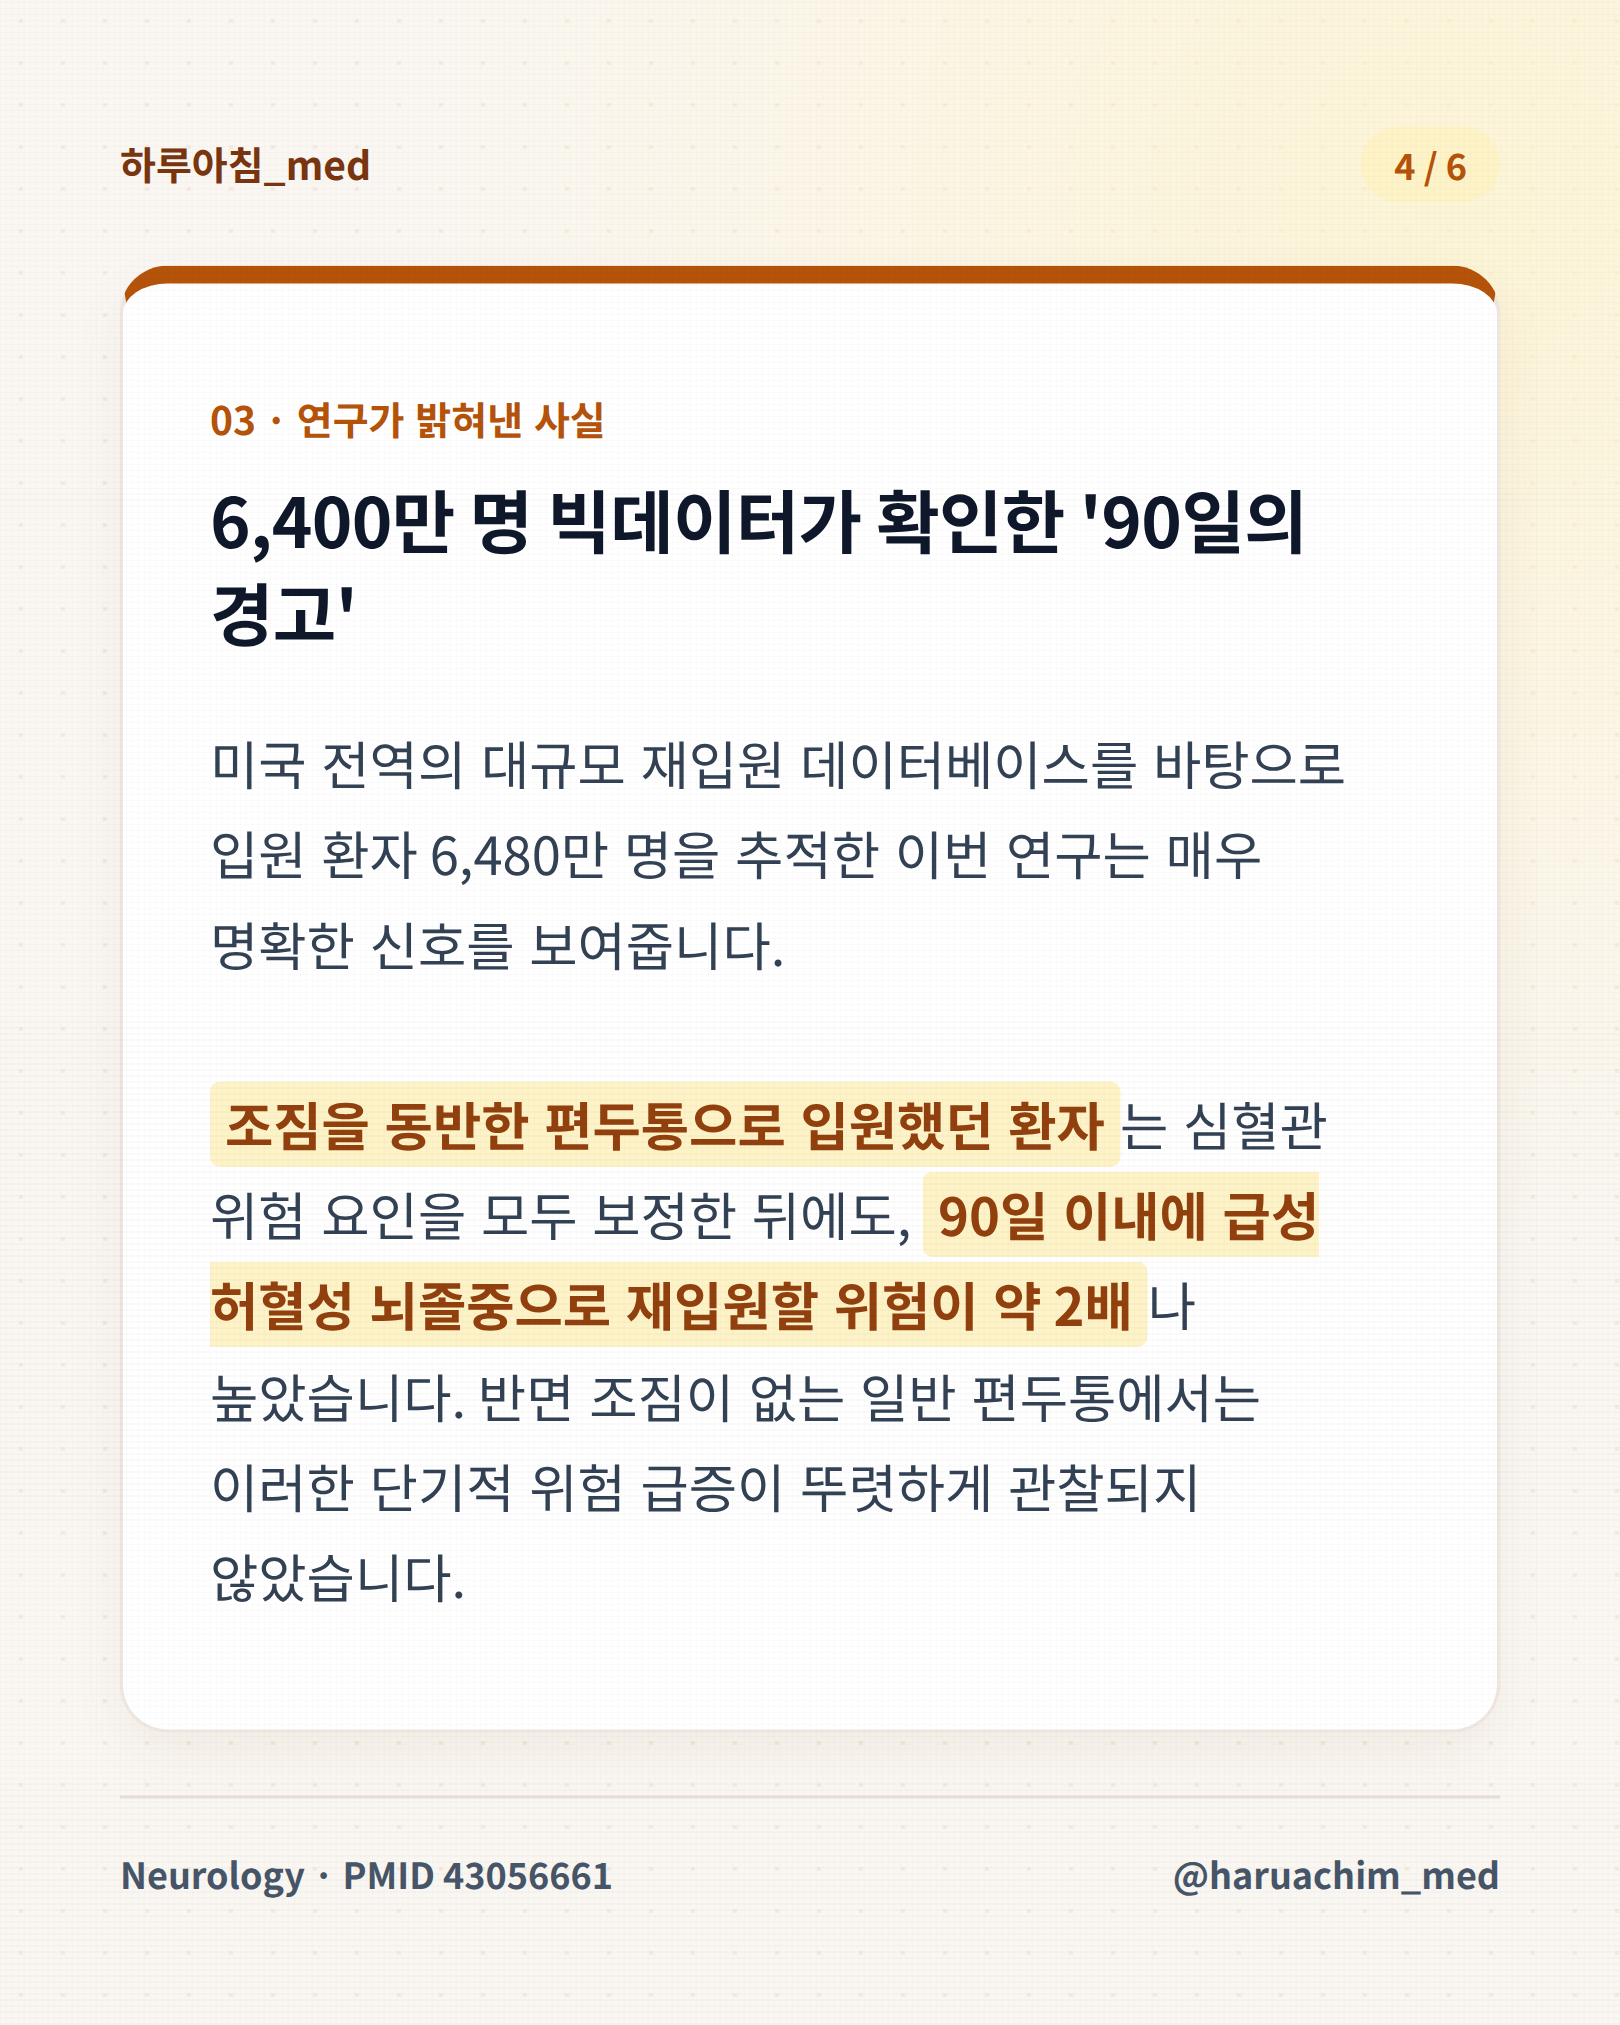 하루아침_med
4 / 6
03 · 연구가 밝혀낸 사실
6,400만 명 빅데이터가 확인한 '90일의
경고'
미국 전역의 대규모 재입원 데이터베이스를 바탕으로
입원 환자 6,480만 명을 추적한 이번 연구는 매우
명확한 신호를 보여줍니다.
조짐을 동반한 편두통으로 입원했던 환자는 심혈관
위험 요인을 모두 보정한 뒤에도, 90일 이내에 급성
허혈성 뇌졸중으로 재입원할 위험이 약 2배나
높았습니다. 반면 조짐이 없는 일반 편두통에서는
이러한 단기적 위험 급증이 뚜렷하게 관찰되지
않았습니다.
Neurology · PMID 43056661
@haruachim_med